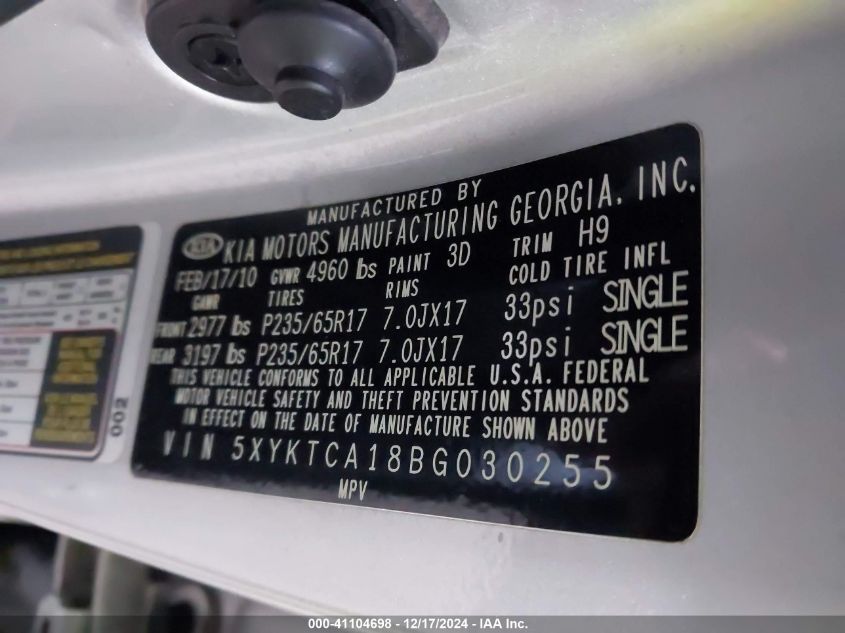 MANUFACTURED BY
KIA KIA MOTORS MANUFACTURING GEORGIA, INC.
FEB/17/10 GVWR 4960 lbs PAINT 3D TRIM H9
GAWR TIRES RIMS COLD TIRE INFL
FRONT 2977 lbs P235/65R17 7.0JX17 33psi SINGLE
REAR 3197 lbs P235/65R17 7.0JX17 33psi SINGLE
THIS VEHICLE CONFORMS TO ALL APPLICABLE U.S.A. FEDERAL
MOTOR VEHICLE SAFETY AND THEFT PREVENTION STANDARDS
IN EFFECT ON THE DATE OF MANUFACTURE SHOWN ABOVE
VIN 5XYKTCA18BG030255
MPV
002
000-41104698 - 12/17/2024 - IAA Inc.